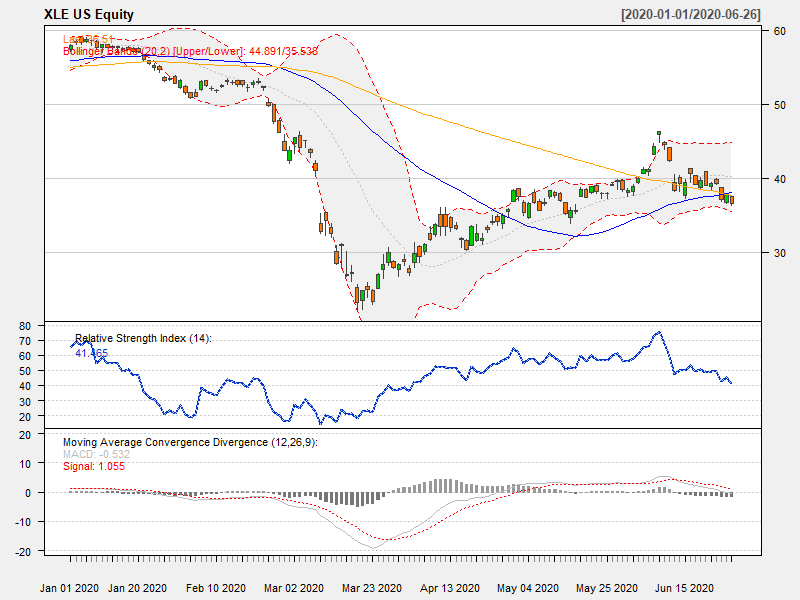 XLE US Equity [2020-01-01/2020-06-26]
Bollinger Bands (20,2) [Upper/Lower]: 44.891/35.538
60
50
40
30
Relative Strength Index (14):
41.465
80
70
60
50
40
30
20
Moving Average Convergence Divergence (12,26,9):
MACD: -0.532
Signal: 1.055
20
10
0
-10
-20
Jan 01 2020 Jan 20 2020 Feb 10 2020 Mar 02 2020 Mar 23 2020 Apr 13 2020 May 04 2020 May 25 2020 Jun 15 2020